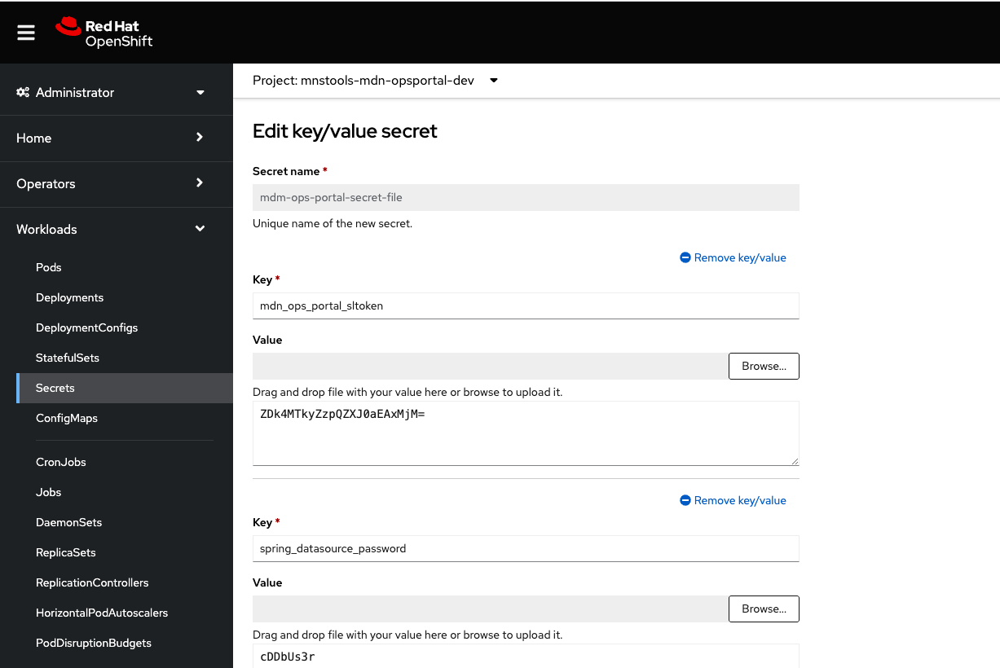 Red Hat
OpenShift
Administrator
Home
Operators
Workloads
Pods
Deployments
DeploymentConfigs
StatefulSets
Secrets
ConfigMaps
CronJobs
Jobs
DaemonSets
ReplicaSets
ReplicationControllers
HorizontalPodAutoscalers
PodDisruptionBudgets
Project: mnstools-mdn-opsportal-dev
Edit key/value secret
Secret name *
mdm-ops-portal-secret-file
Unique name of the new secret.
Remove key/value
Key *
mdn_ops_portal_sltoken
Value
Browse...
Drag and drop file with your value here or browse to upload it.
ZDk4MTkyZzpQZXJ0aEAxMjM=
Remove key/value
Key *
spring_datasource_password
Value
Browse...
Drag and drop file with your value here or browse to upload it.
cDDbUs3r